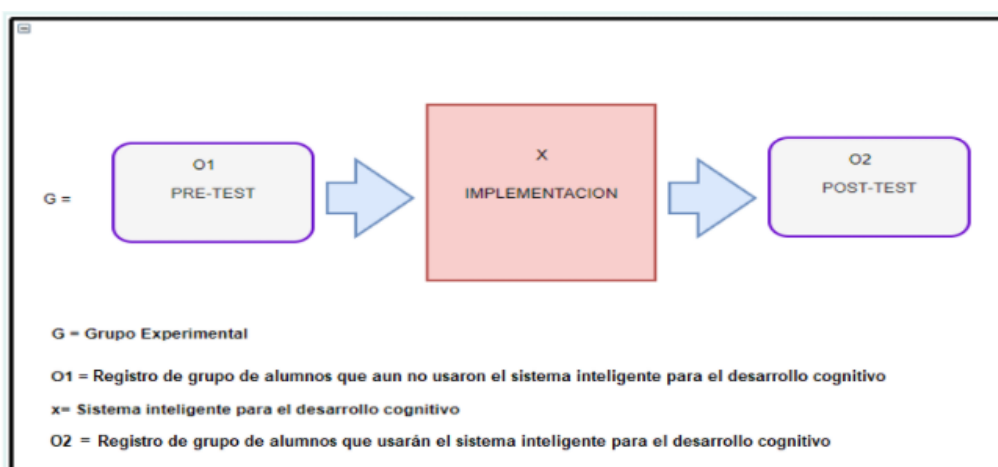 O1
PRE-TEST
X
IMPLEMENTACION
O2
POST-TEST
G =
G = Grupo Experimental
O1 = Registro de grupo de alumnos que aun no usaron el sistema inteligente para el desarrollo cognitivo
x= Sistema inteligente para el desarrollo cognitivo
O2 = Registro de grupo de alumnos que usarán el sistema inteligente para el desarrollo cognitivo